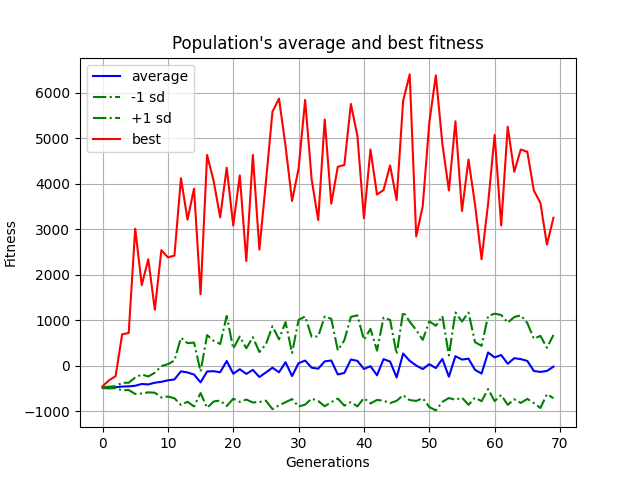 Population's average and best fitness
average
-1 sd
+1 sd
best
6000
5000
4000
3000
2000
1000
0
−1000
Fitness
0 10 20 30 40 50 60 70
Generations